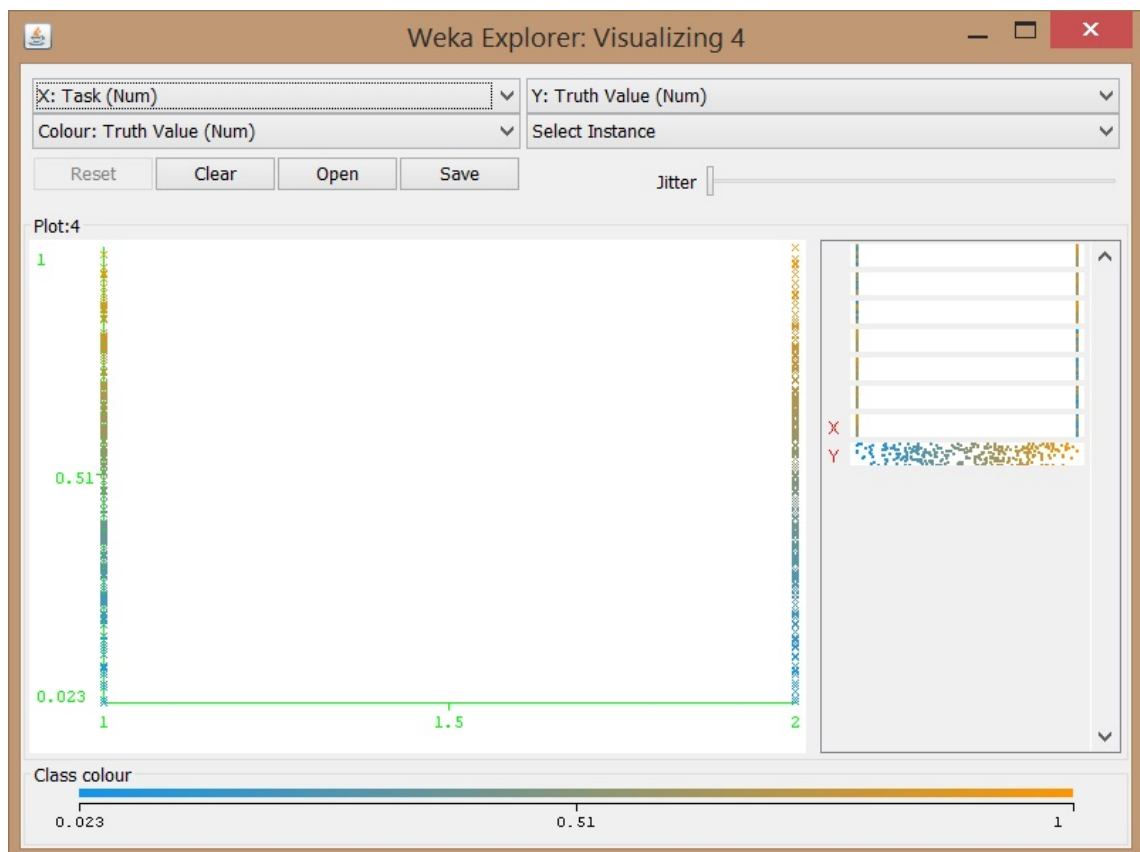 Weka Explorer: Visualizing 4
X: Task (Num)
Y: Truth Value (Num)
Colour: Truth Value (Num)
Select Instance
Reset
Clear
Open
Save
Jitter
Plot:4
1
0.51
0.023
1
1.5
2
X
Y
Class colour
0.023
0.51
1